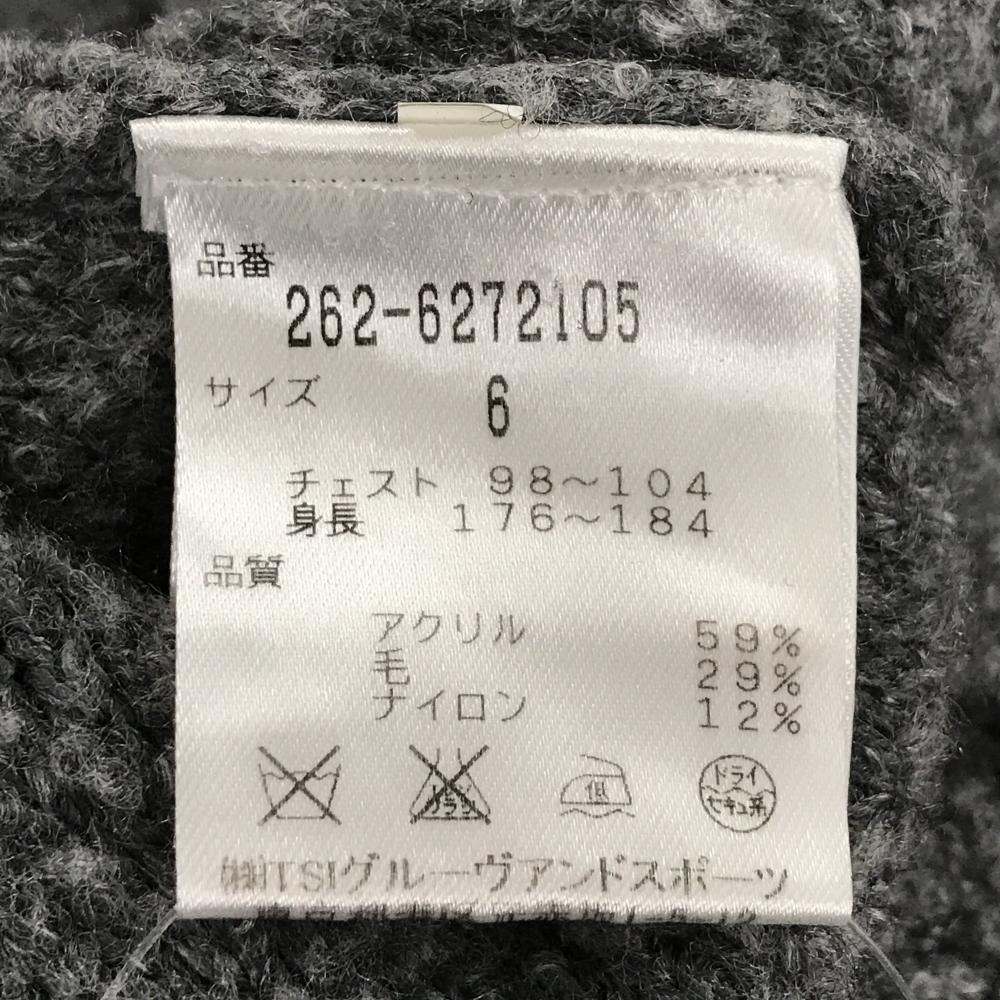 品番
262-6272105
サイズ 6
チェスト 98～104
身長 176～184
品質
アクリル 59%
毛 29%
ナイロン 12%
低
ドライ
セキユ系
㈱TSIグルーヴアンドスポーツ